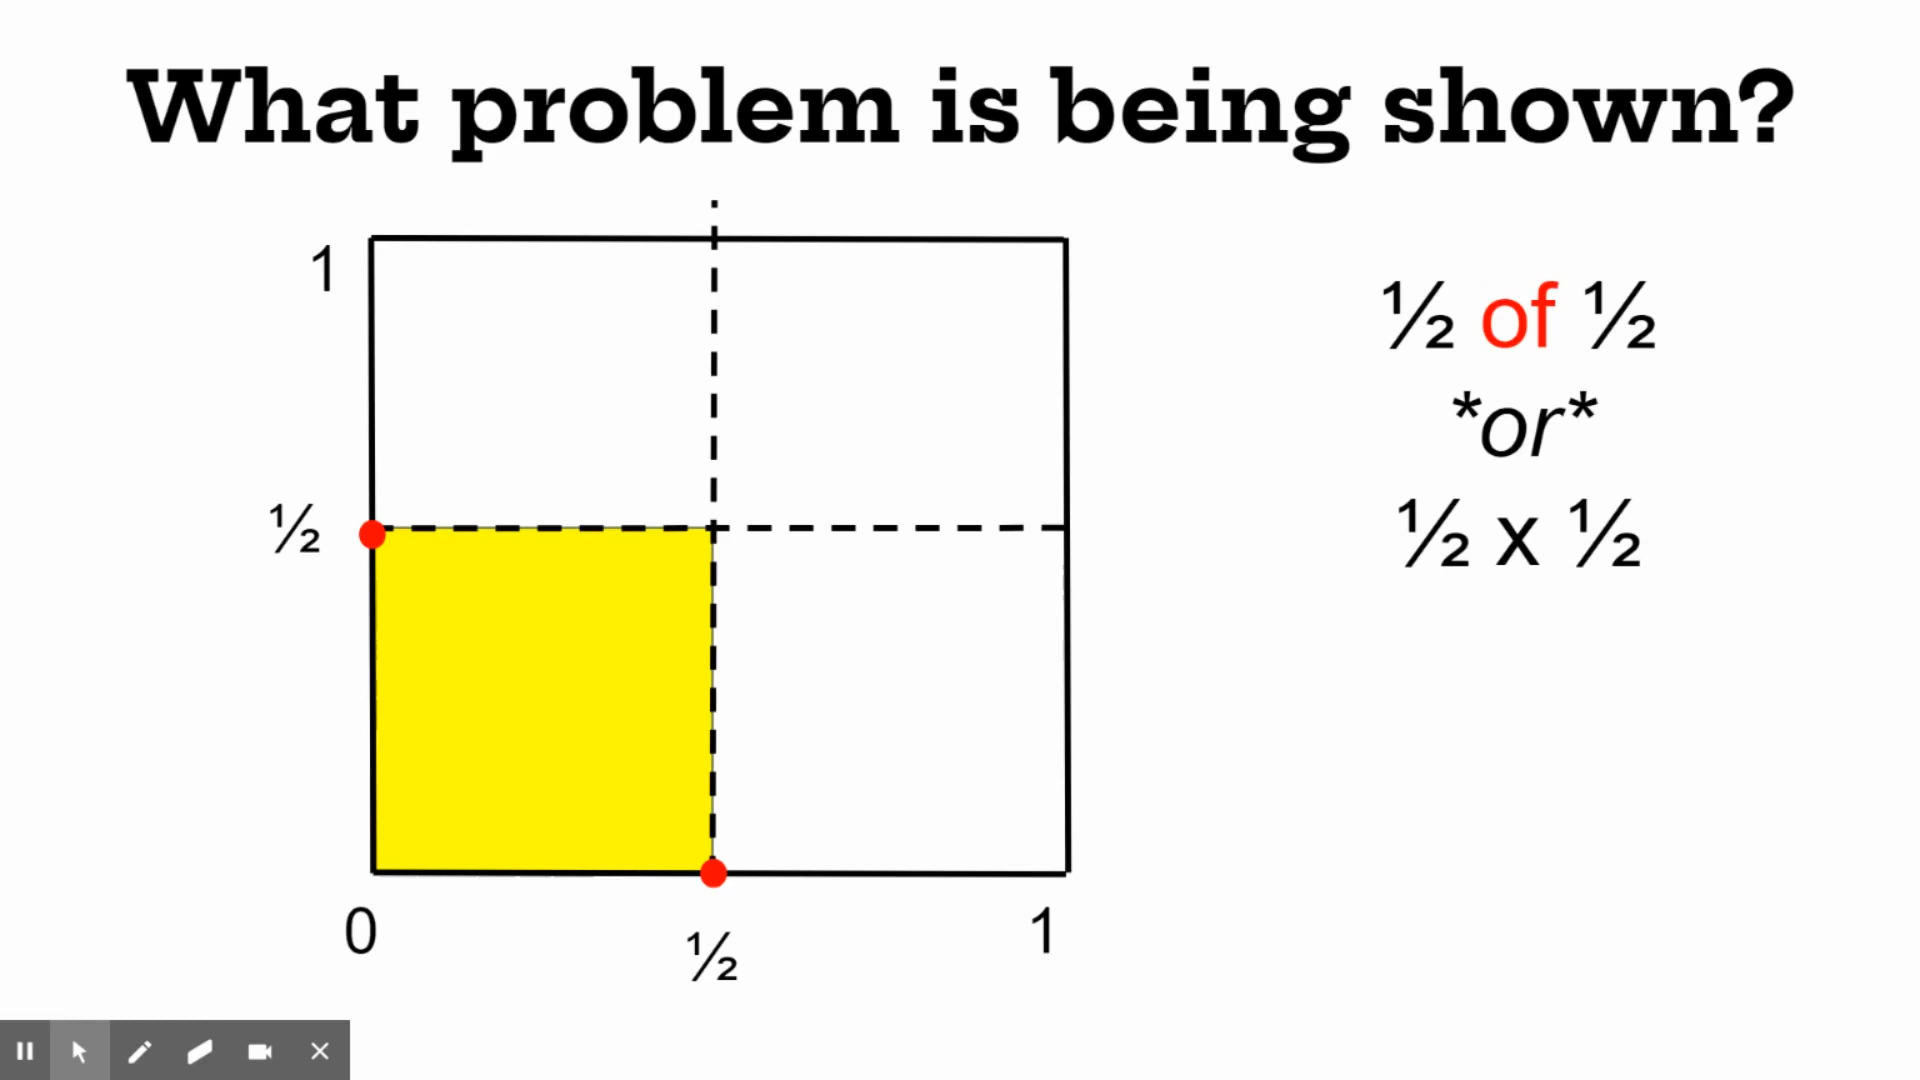 What problem is being shown?
1
½ of ½
*or*
½
½ x ½
0
½
1